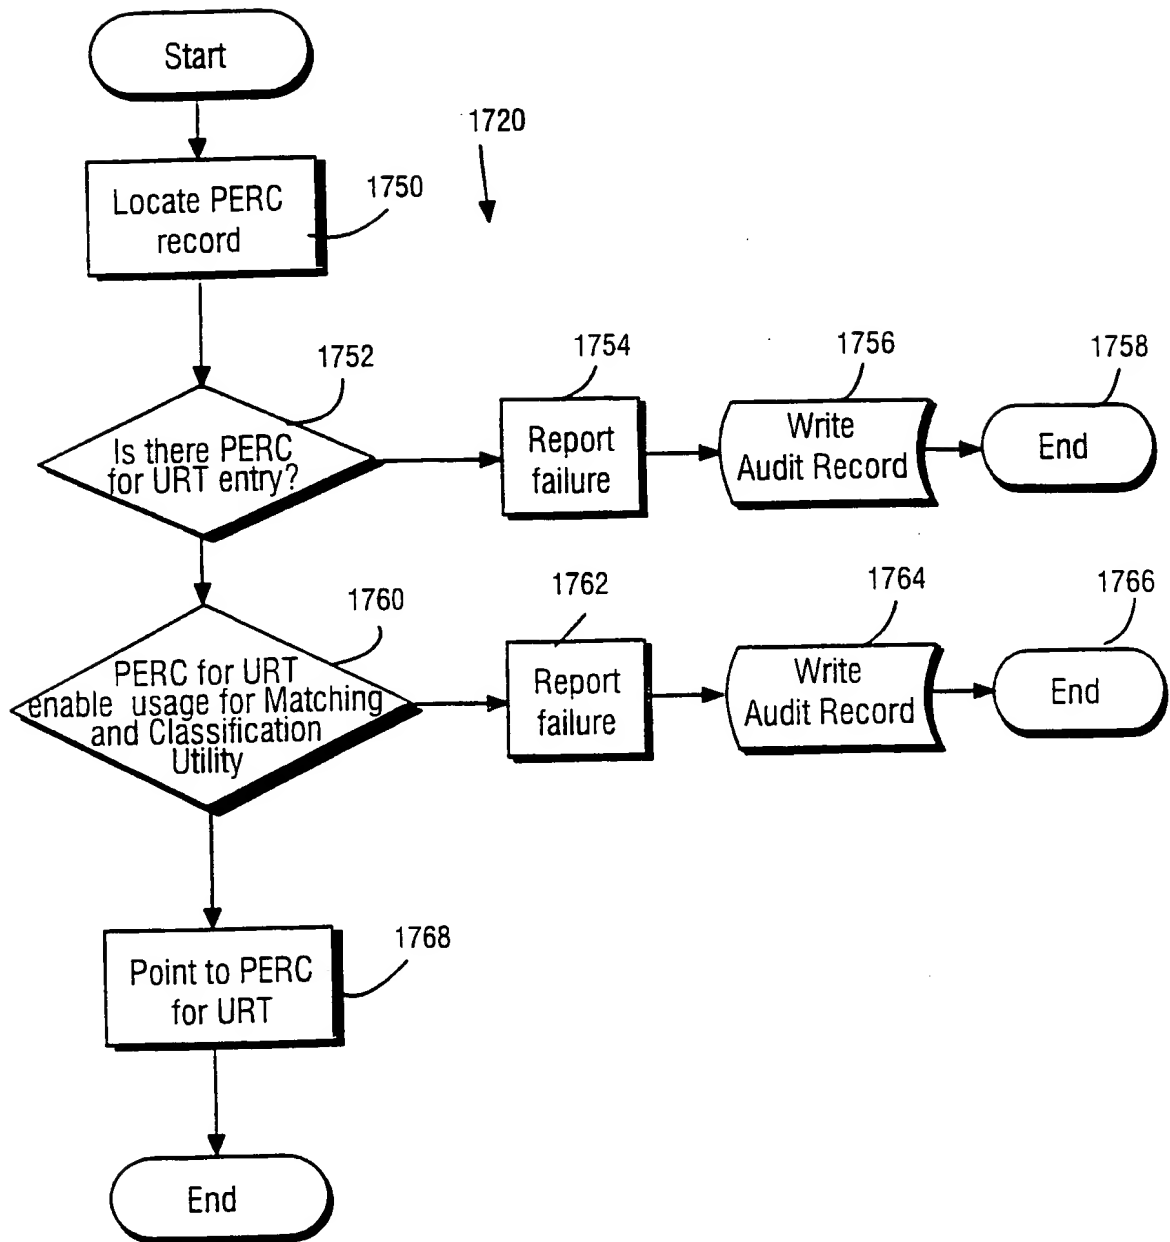 Start
1720
1750
Locate PERC
record
1752
1754
1756
1758
Is there PERC
for URT entry?
Report
failure
Write
Audit Record
End
1760
1762
1764
1766
PERC for URT
enable usage for Matching
and Classification
Utility
Report
failure
Write
Audit Record
End
1768
Point to PERC
for URT
End